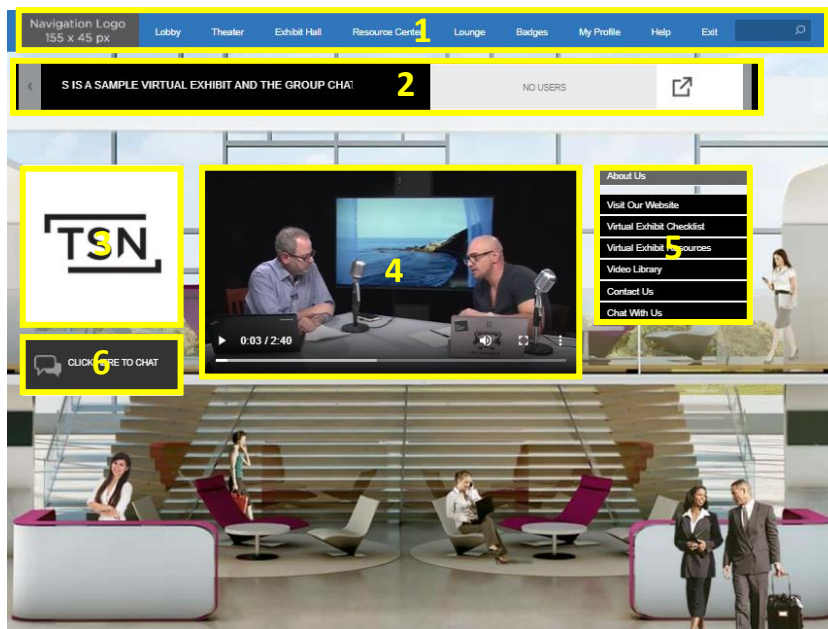 Navigation Logo
155 x 45 px
Lobby Theater Exhibit Hall Resource Center Lounge Badges My Profile Help Exit
1
S IS A SAMPLE VIRTUAL EXHIBIT AND THE GROUP CHAT
2
NO USERS
TSN
3
4
0:03 / 2:40
About Us
Visit Our Website
Virtual Exhibit Checklist
Virtual Exhibit Resources
5
Video Library
Contact Us
Chat With Us
CLICK HERE TO CHAT
6